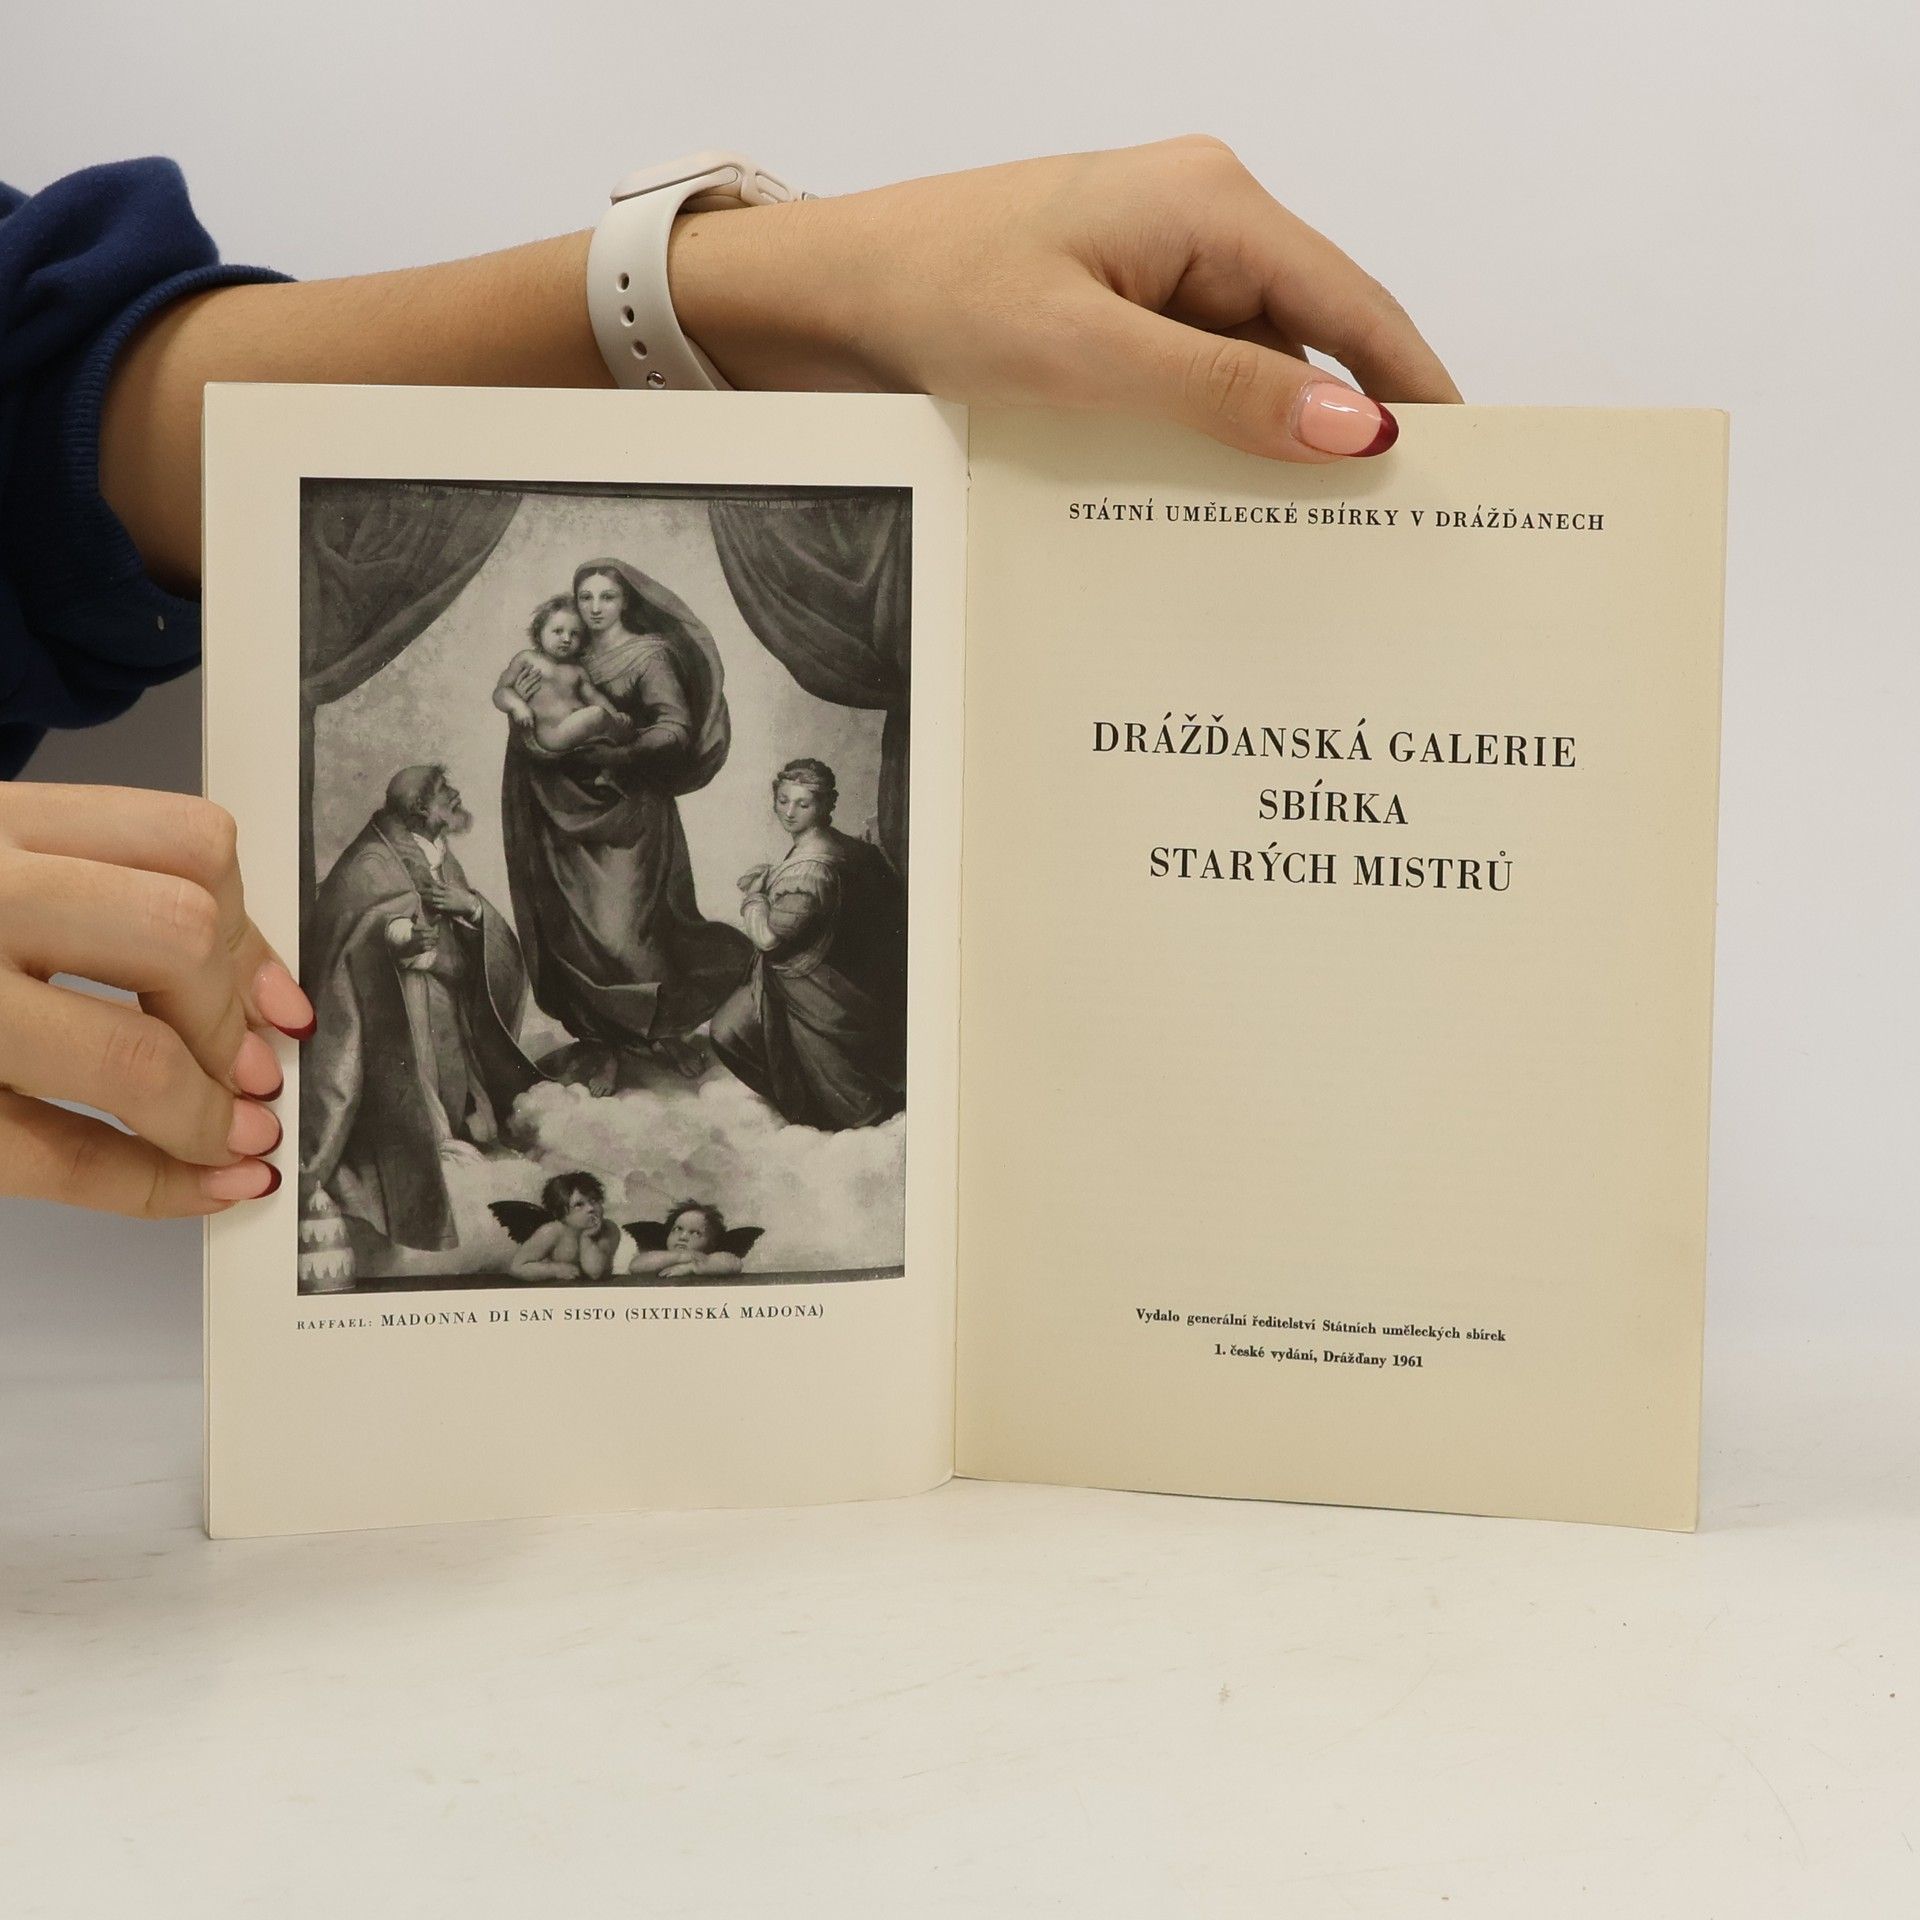 RAFFAEL: MADONNA DI SAN SISTO (SIXTINSKÁ MADONA)
STÁTNÍ UMĚLECKÉ SBÍRKY V DRÁŽĎANECH
DRÁŽĎANSKÁ GALERIE
SBÍRKA
STARÝCH MISTRŮ
Vydalo generální ředitelství Státních uměleckých sbírek
1. české vydání, Drážďany 1961